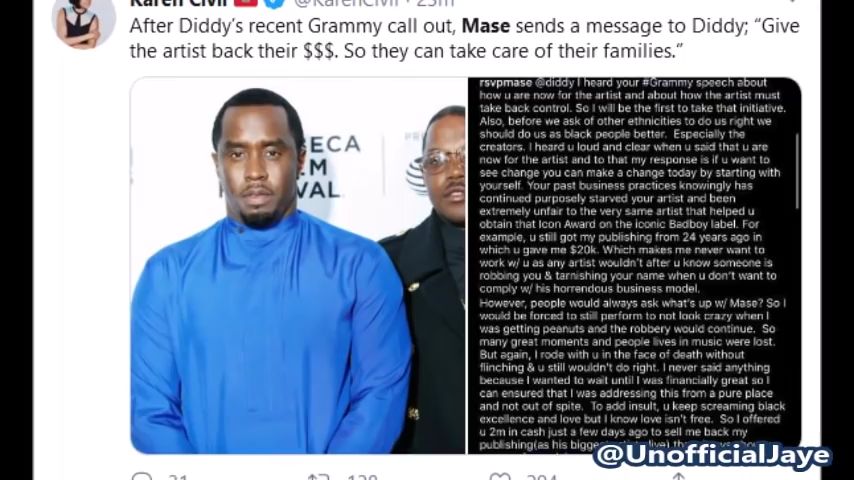 Karen Civil @KarenCivil · 23m
After Diddy's recent Grammy call out, Mase sends a message to Diddy; "Give
the artist back their $$$. So they can take care of their families."
ECA
M
VAL
rsvpmase @diddy I heard your #Grammy speech about
how u are now for the artist and about how the artist must
take back control. So I will be the first to take that initiative.
Also, before we ask of other ethnicities to do us right we
should do us as black people better. Especially the
creators. I heard u loud and clear when u said that u are
now for the artist and to that my response is if u want to
see change you can make a change today by starting with
yourself. Your past business practices knowingly has
continued purposely starved your artist and been
extremely unfair to the very same artist that helped u
obtain that Icon Award on the iconic Badboy label. For
example, u still got my publishing from 24 years ago in
which u gave me $20k. Which makes me never want to
work w/ u as any artist wouldn't after u know someone is
robbing you & tarnishing your name when u don't want to
comply w/ his horrendous business model.
However, people would always ask what's up w/ Mase? So I
would be forced to still perform to not look crazy when I
was getting peanuts and the robbery would continue. So
many great moments and people lives in music were lost.
But again, I rode with u in the face of death without
flinching & u still wouldn't do right. I never said anything
because I wanted to wait until I was financially great so I
can ensured that I was addressing this from a pure place
and not out of spite. To add insult, u keep screaming black
excellence and love but I know love isn't free. So I offered
u 2m in cash just a few days ago to sell me back my
publishing(as his biggest
@UnofficialJaye